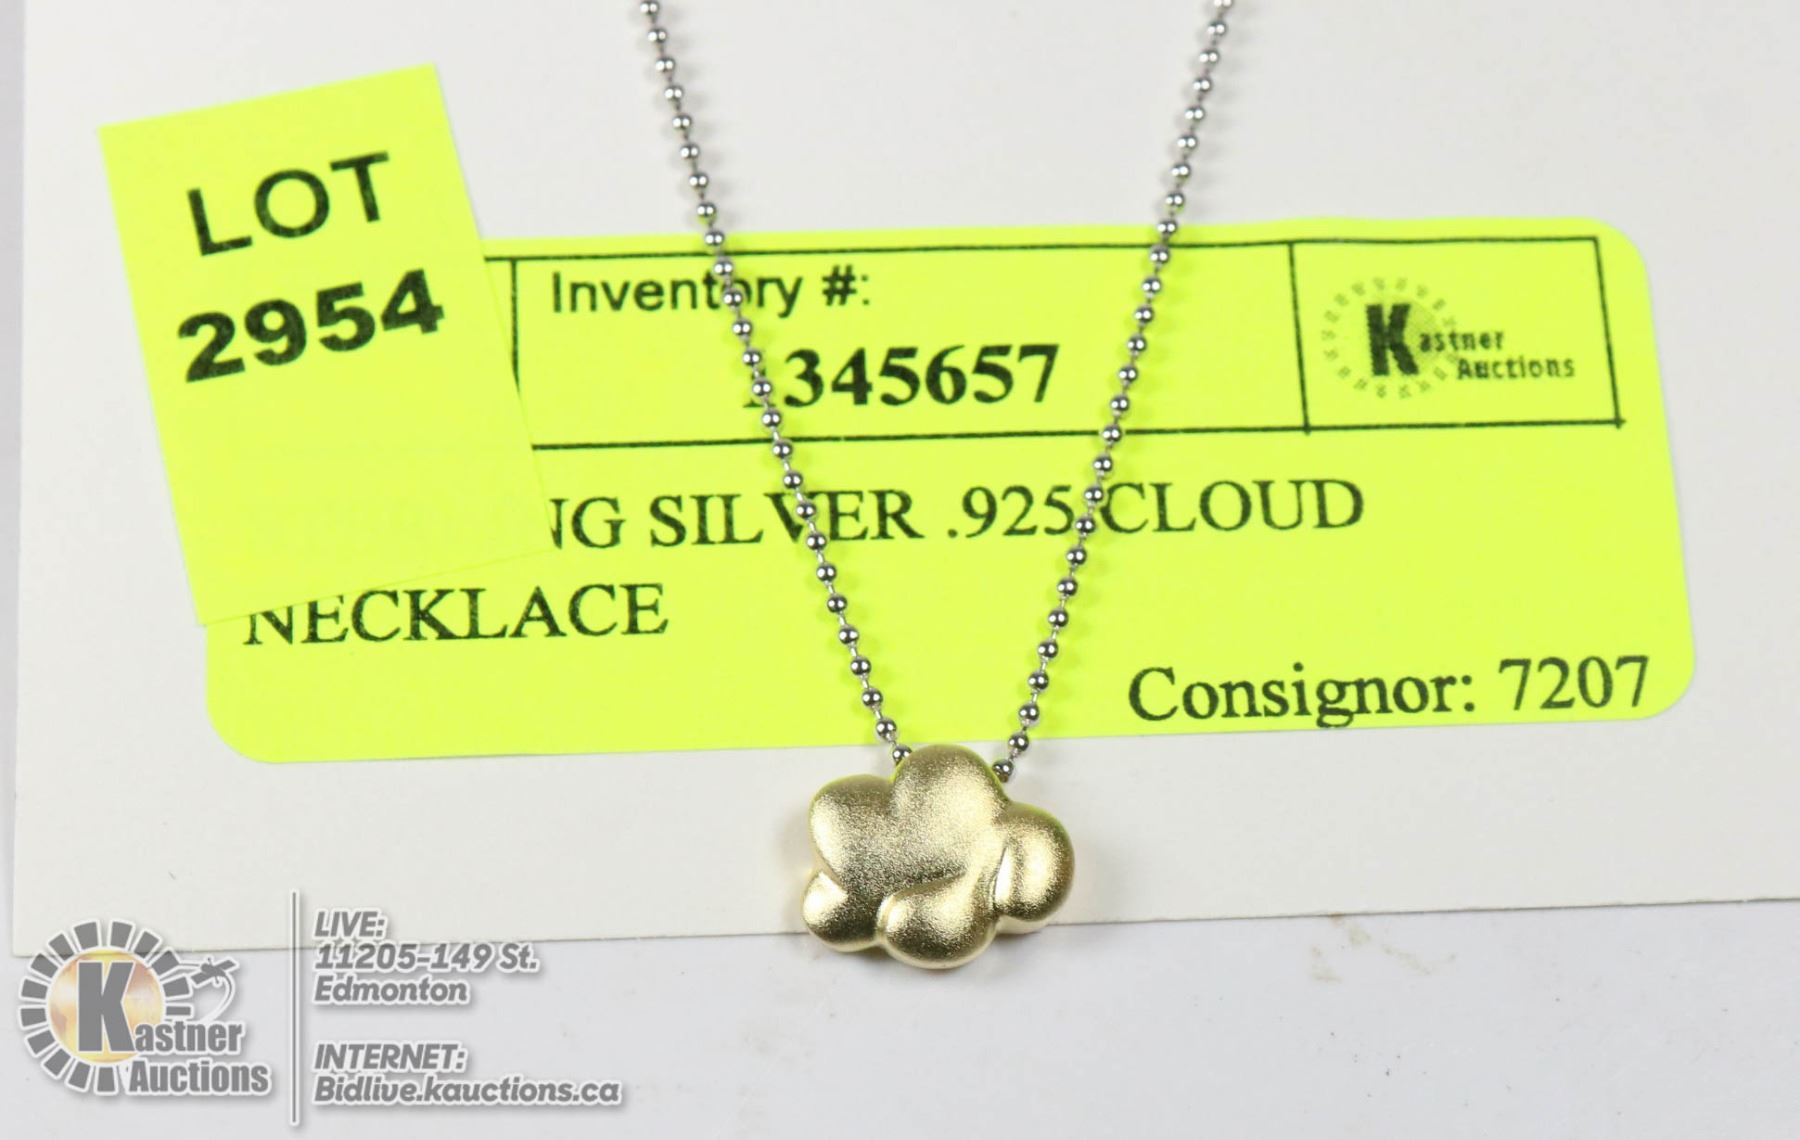 LOT
2954
Inventory #:
345657
Kastner
Auctions
NG SILVER .925 CLOUD
NECKLACE
Consignor: 7207
Kastner
Auctions
LIVE:
11205-149 St.
Edmonton
INTERNET:
Bidlive.kauctions.ca